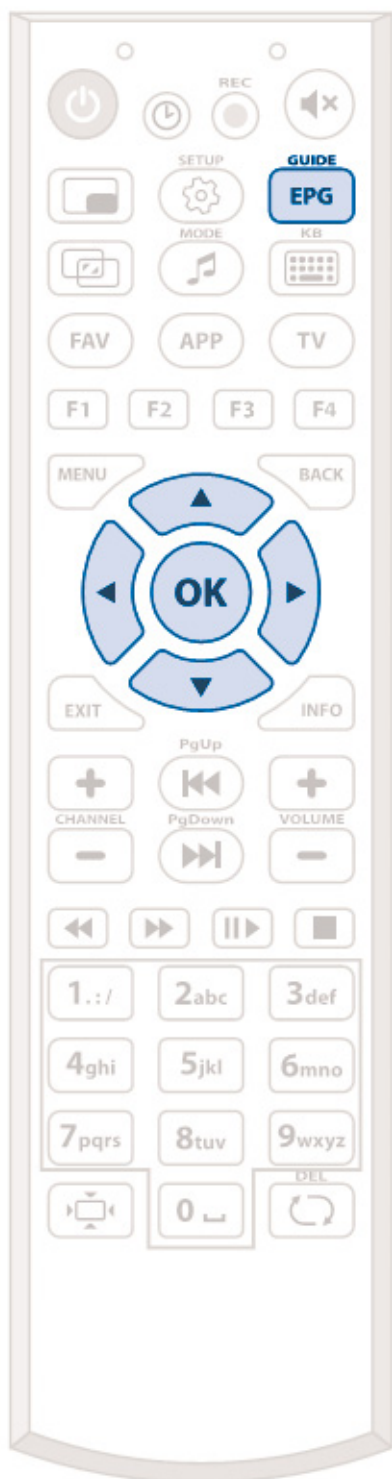 REC
SETUP GUIDE
EPG
MODE KB
FAV APP TV
F1 F2 F3 F4
MENU BACK
OK
EXIT INFO
PgUp
CHANNEL PgDown VOLUME
1.:/ 2abc 3def
4ghi 5jkl 6mno
7pqrs 8tuv 9wxyz
DEL
0